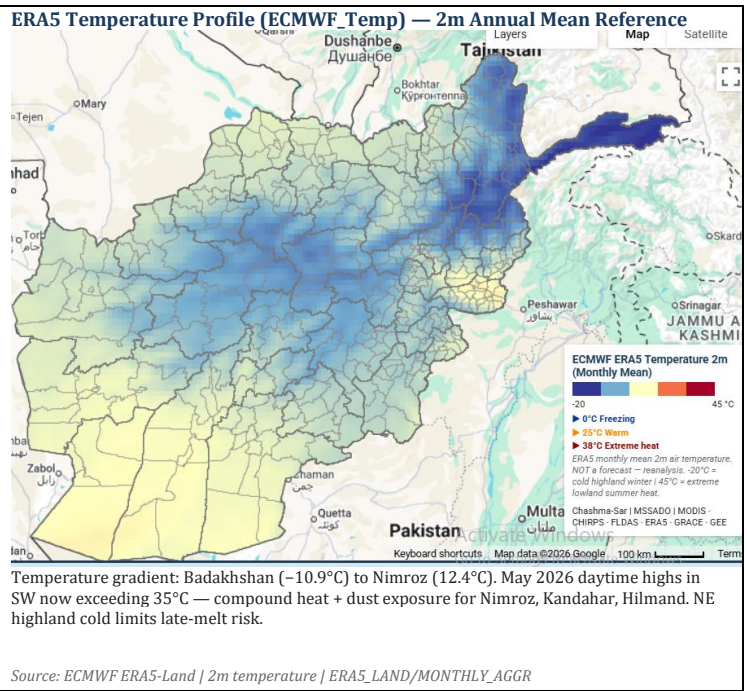 ERA5 Temperature Profile (ECMWF_Temp) — 2m Annual Mean Reference
Layers
Map
Satellite
Dushanbe
Душанбе
Tajikistan
Bokhtar
Mary
Tejen
Skard
Peshawar
پشاور
Srinagar
JAMMU A
KASHMI
ECMWF ERA5 Temperature 2m
(Monthly Mean)
-20
45 °C
▶ 0°C Freezing
▶ 25°C Warm
▶ 38°C Extreme heat
ERA5 monthly mean 2m air temperature.
NOT a forecast — reanalysis. -20°C =
cold highland winter | 45°C = extreme
lowland summer heat.
Chashma-Sar | MSSADO | MODIS ·
CHIRPS · FLDAS · ERA5 · GRACE · GEE
Zabol
زابل
Quetta
کوئٹہ
Multa
ملتان
Pakistan
Activate Windows
Keyboard shortcuts
Map data ©2026 Google
100 km
Terms
Temperature gradient: Badakhshan (−10.9°C) to Nimroz (12.4°C). May 2026 daytime highs in
SW now exceeding 35°C — compound heat + dust exposure for Nimroz, Kandahar, Hilmand. NE
highland cold limits late-melt risk.
Source: ECMWF ERA5-Land | 2m temperature | ERA5_LAND/MONTHLY_AGGR